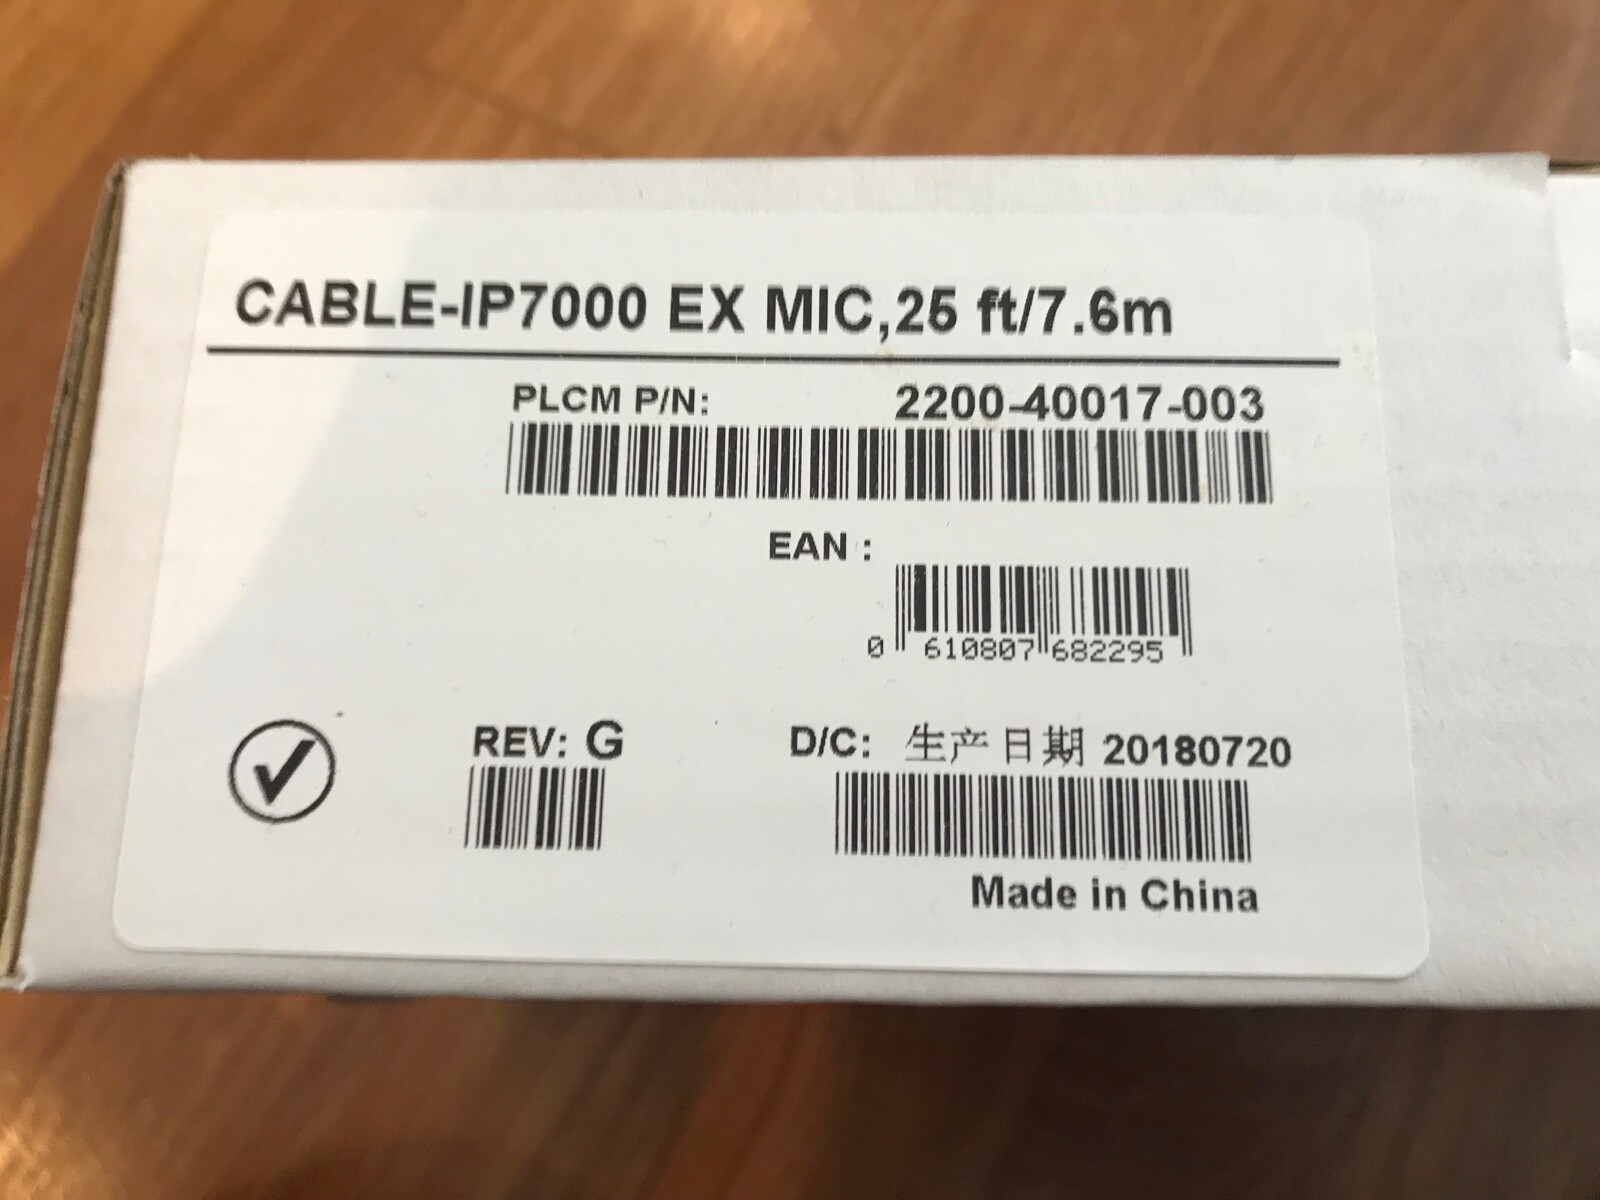 CABLE-IP7000 EX MIC,25 ft/7.6m
PLCM P/N: 2200-40017-003
EAN :
0 610807 682295
REV: G
D/C: 生产日期 20180720
Made in China